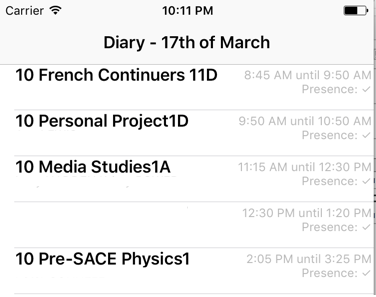 Carrier 10:11 PM
Diary - 17th of March
10 French Continuers 11D 8:45 AM until 9:50 AM
Presence: ✓
10 Personal Project1D 9:50 AM until 10:50 AM
Presence: ✓
10 Media Studies1A 11:15 AM until 12:30 PM
Presence: ✓
12:30 PM until 1:20 PM
Presence: ✓
10 Pre-SACE Physics1 2:05 PM until 3:25 PM
Presence: ✓